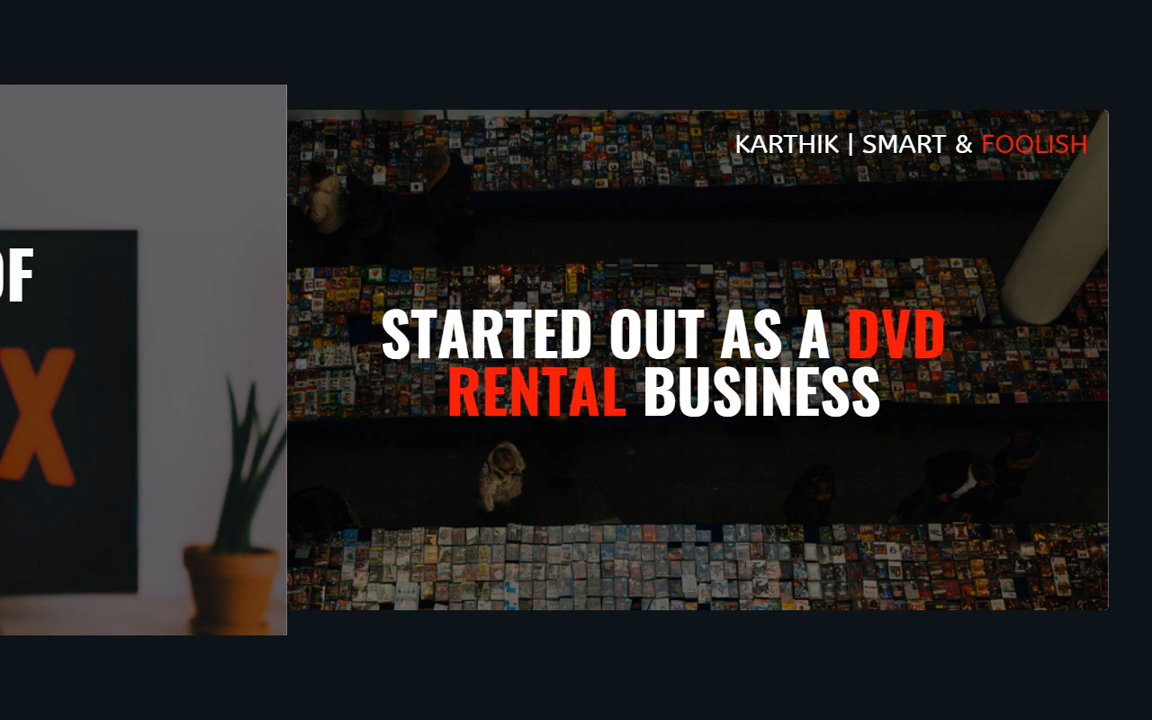 OF
X
KARTHIK | SMART & FOOLISH
STARTED OUT AS A DVD
RENTAL BUSINESS